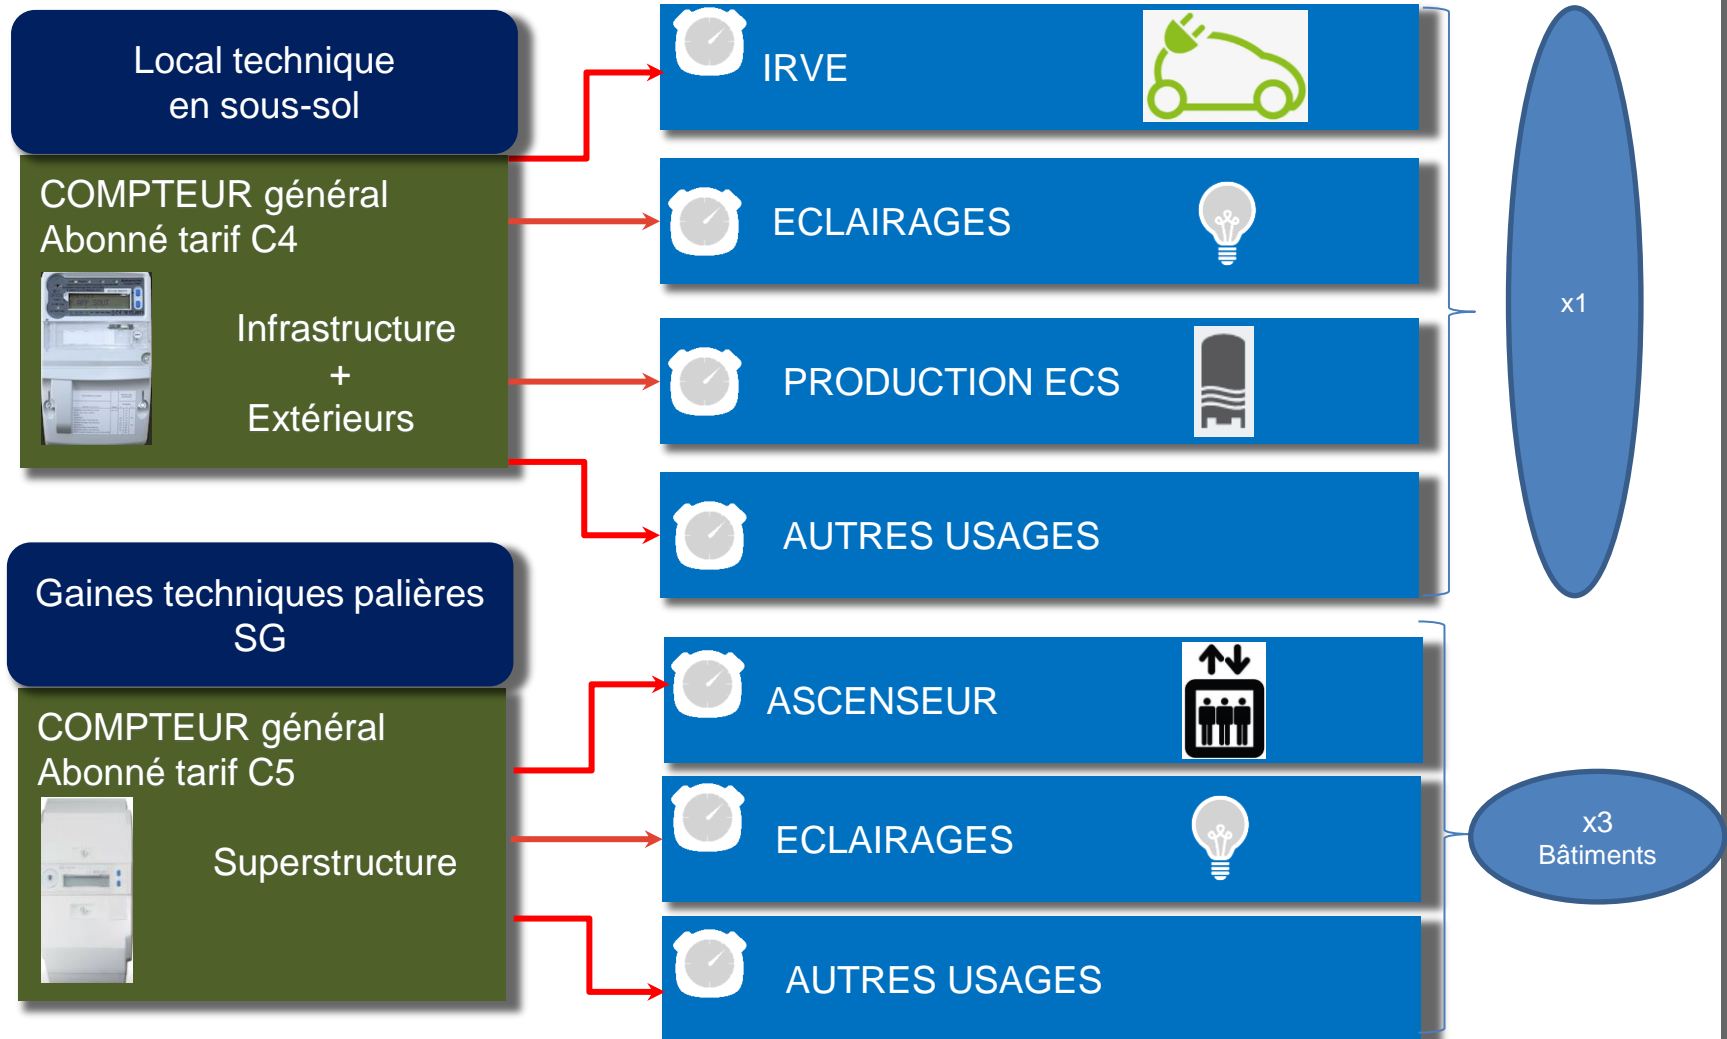 Local technique
en sous-sol
COMPTEUR général
Abonné tarif C4
Infrastructure
+
Extérieurs
IRVE
ECLAIRAGES
PRODUCTION ECS
AUTRES USAGES
x1
Gaines techniques palières
SG
COMPTEUR général
Abonné tarif C5
Superstructure
ASCENSEUR
ECLAIRAGES
AUTRES USAGES
x3
Bâtiments